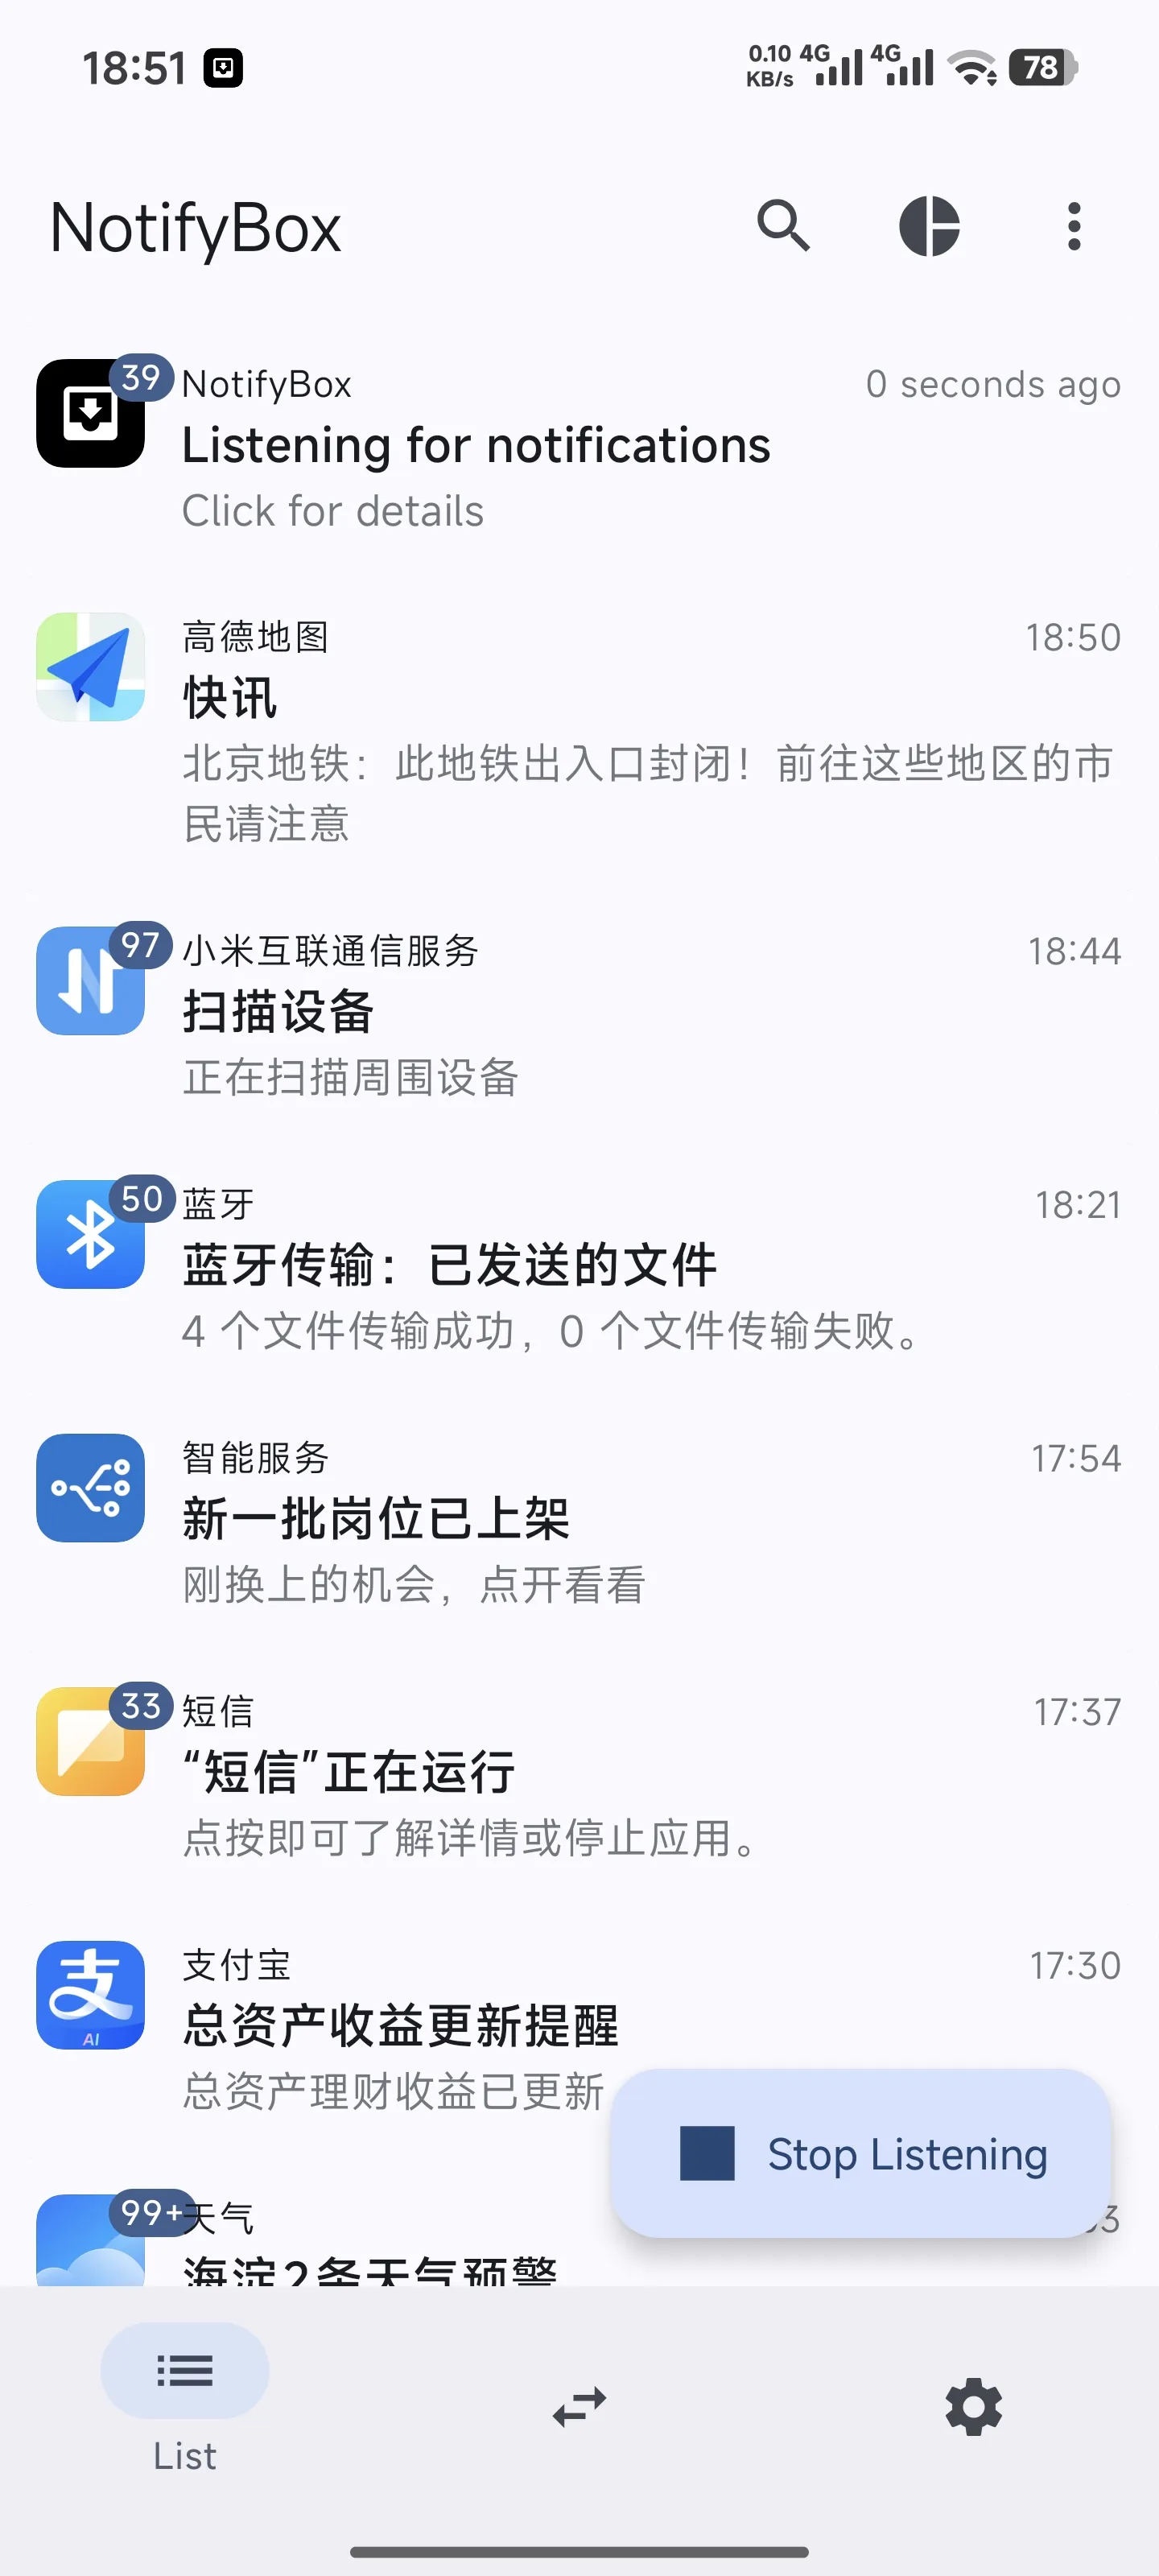 18:51
0.10 KB/s 4G 4G 78
NotifyBox
39
NotifyBox
0 seconds ago
Listening for notifications
Click for details
高德地图
18:50
快讯
北京地铁：此地铁出入口封闭！前往这些地区的市
民请注意
97
小米互联通信服务
18:44
扫描设备
正在扫描周围设备
50
蓝牙
18:21
蓝牙传输：已发送的文件
4 个文件传输成功，0 个文件传输失败。
智能服务
17:54
新一批岗位已上架
刚换上的机会，点开看看
33
短信
17:37
“短信”正在运行
点按即可了解详情或停止应用。
支
AI
支付宝
17:30
总资产收益更新提醒
总资产理财收益已更新
Stop Listening
99+
天气
海淀2条天气预警
List